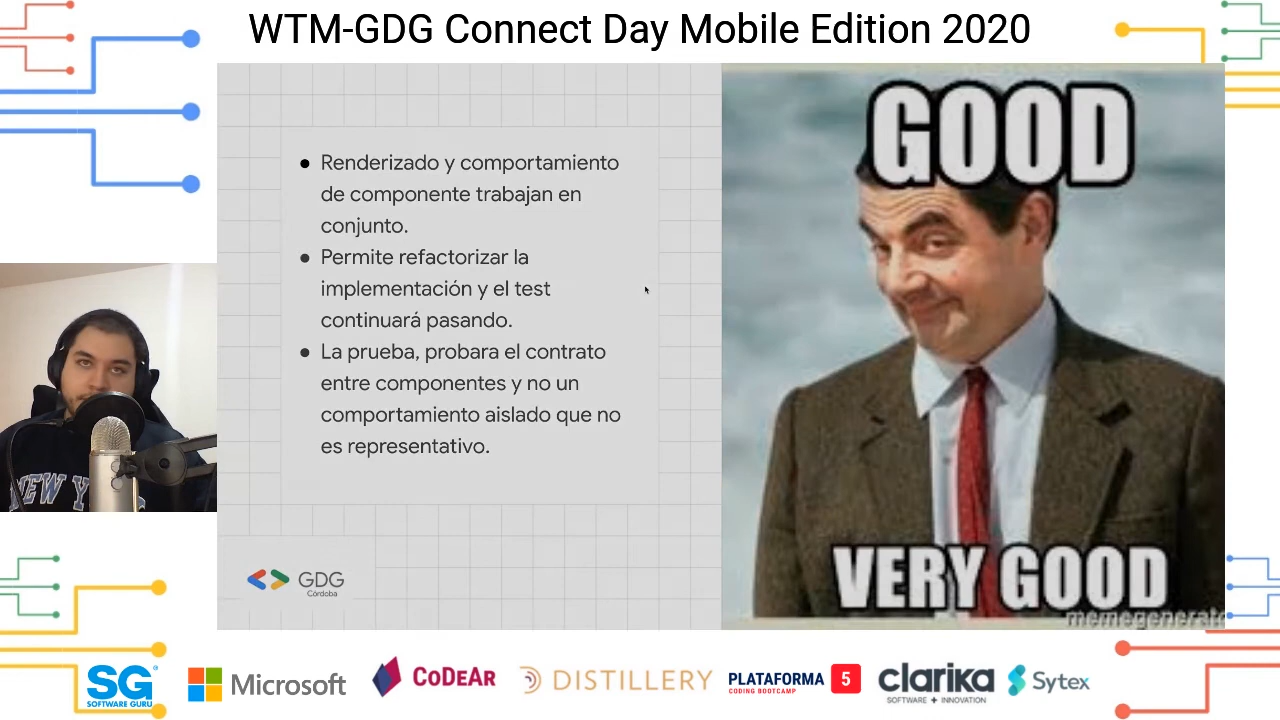 WTM-GDG Connect Day Mobile Edition 2020
● Renderizado y comportamiento
de componente trabajan en
conjunto.
● Permite refactorizar la
implementación y el test
continuará pasando.
● La prueba, probara el contrato
entre componentes y no un
comportamiento aislado que no
es representativo.
GDG
Córdoba
GOOD
VERY GOOD
NEW Y
SG
SOFTWARE GURU
Microsoft
CoDeAr
DISTILLERY
PLATAFORMA 5
CODING BOOTCAMP
clarika
SOFTWARE + INNOVATION
Sytex